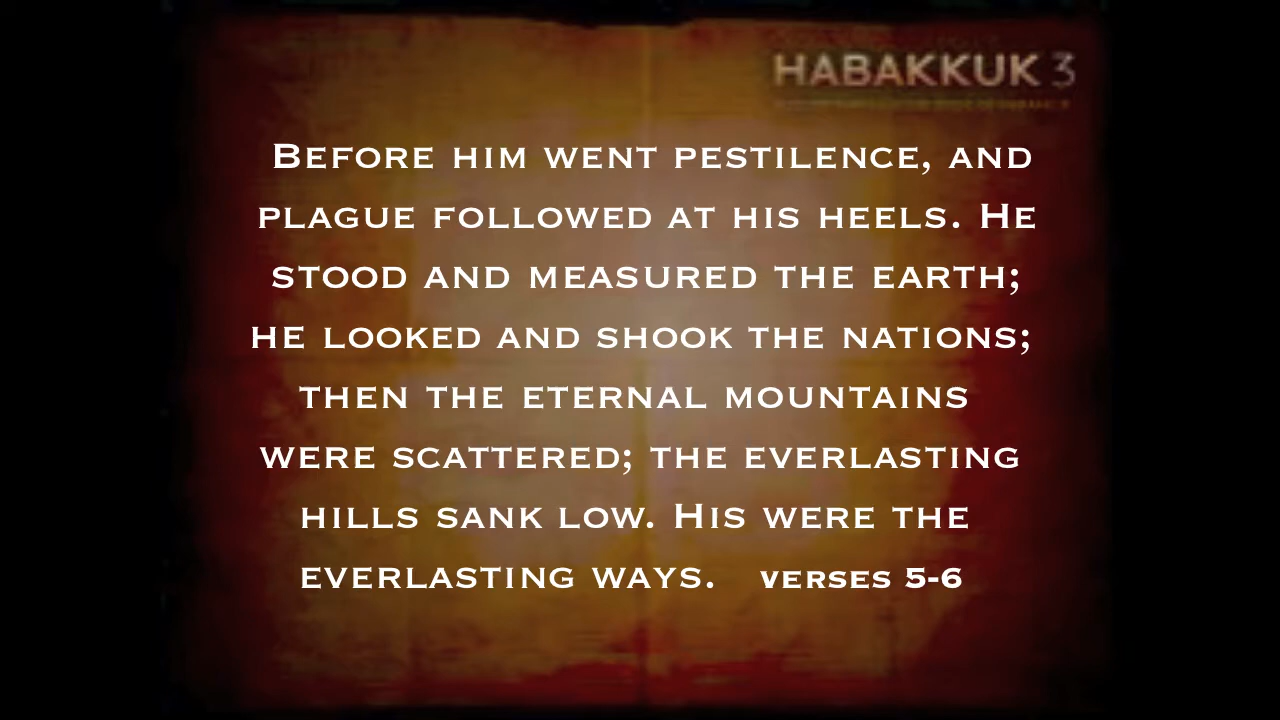 HABAKKUK 3
Before him went pestilence, and
plague followed at his heels. He
stood and measured the earth;
he looked and shook the nations;
then the eternal mountains
were scattered; the everlasting
hills sank low. His were the
everlasting ways. verses 5-6